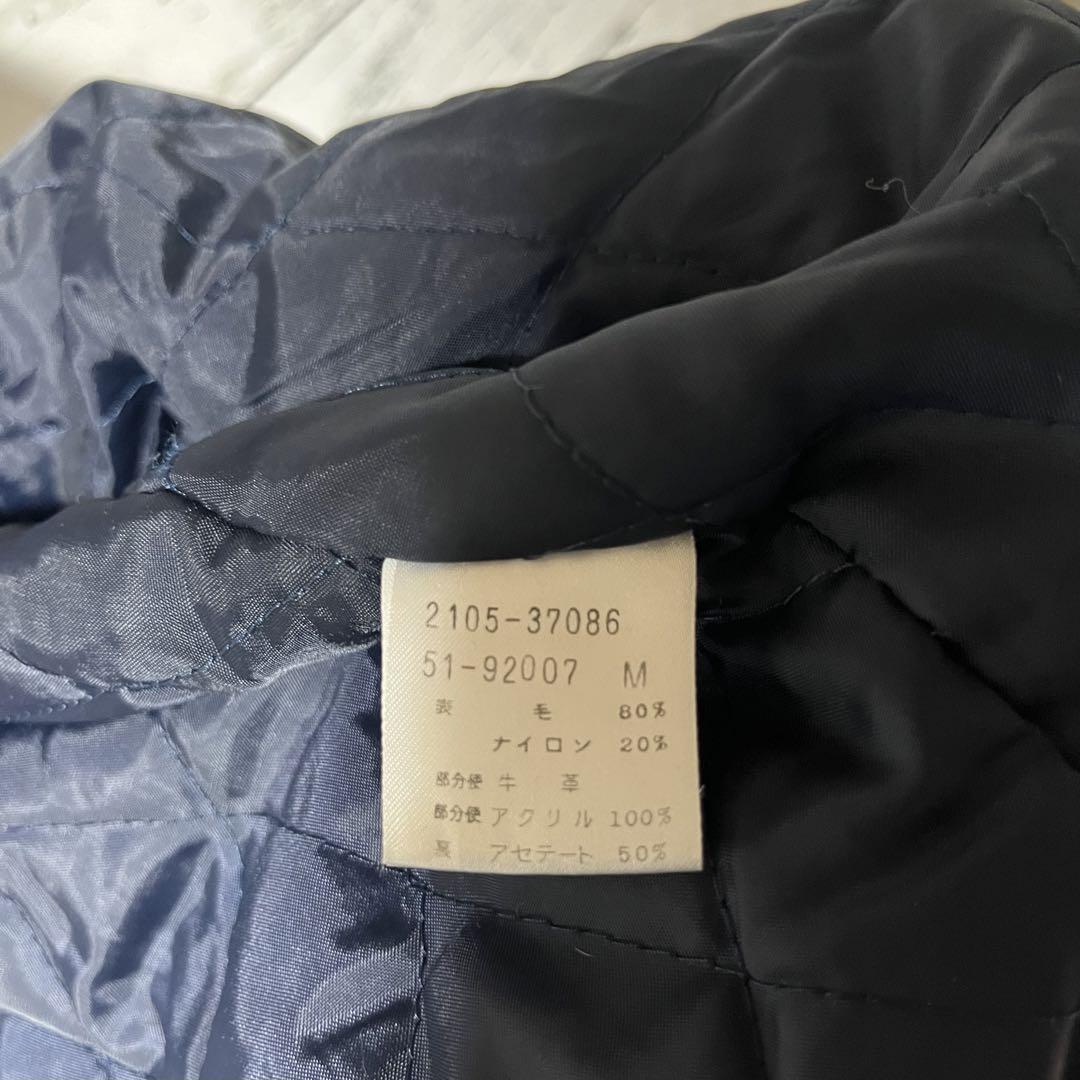 2105-37086
51-92007 M
表 毛 80%
ナイロン 20%
部分使 牛 革
部分使 アクリル 100%
裏 アセテート 50%